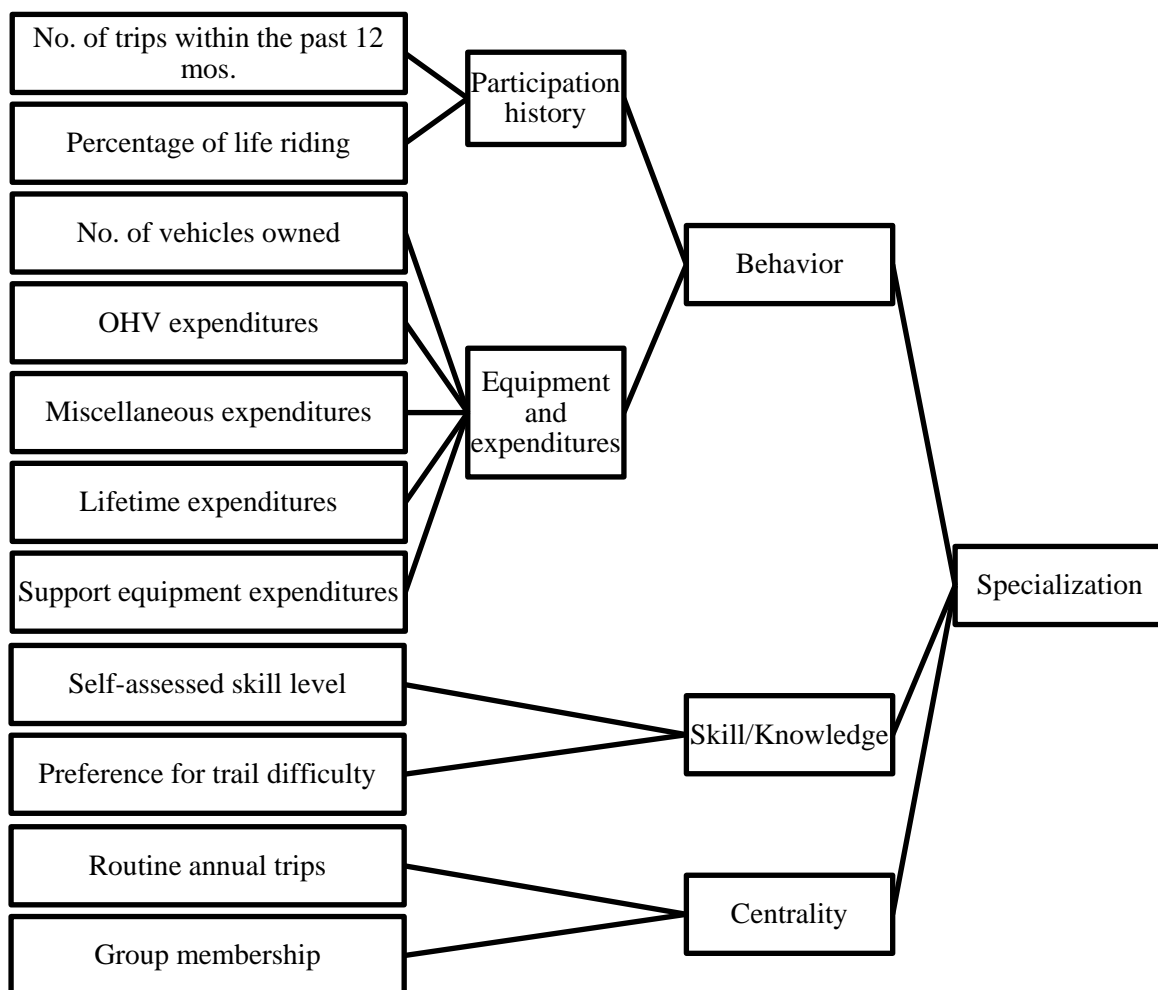 No. of trips within the past 12
mos.
Percentage of life riding
No. of vehicles owned
OHV expenditures
Miscellaneous expenditures
Lifetime expenditures
Support equipment expenditures
Self-assessed skill level
Preference for trail difficulty
Routine annual trips
Group membership
Participation
history
Equipment
and
expenditures
Behavior
Skill/Knowledge
Centrality
Specialization